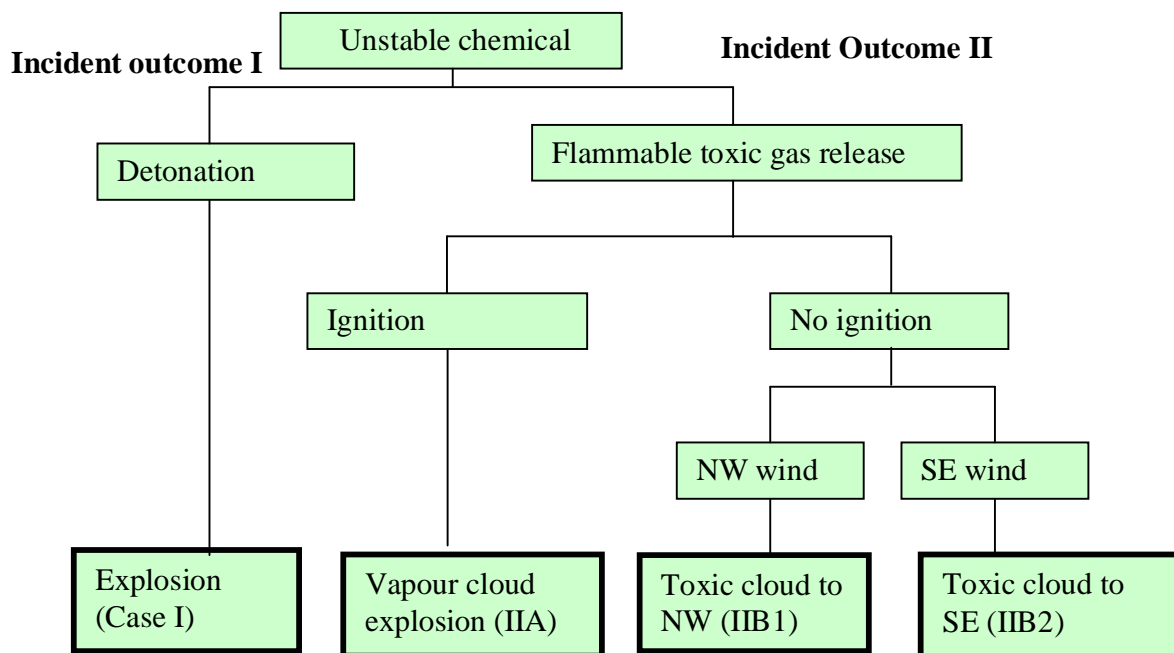 Unstable chemical
Incident outcome I
Incident Outcome II
Detonation
Flammable toxic gas release
Ignition
No ignition
NW wind
SE wind
Explosion
(Case I)
Vapour cloud
explosion (IIA)
Toxic cloud to
NW (IIB1)
Toxic cloud to
SE (IIB2)